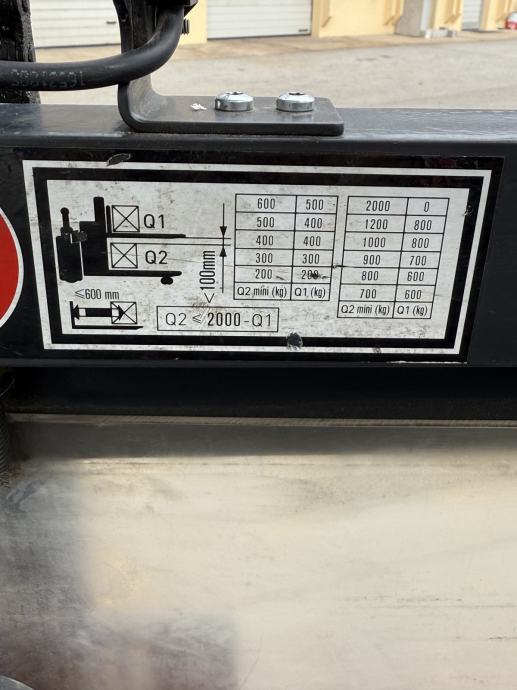 Q1
Q2
≤600 mm
<100mm
Q2 ≤ 2000 - Q1
600 500
500 400
400 400
300 300
200 200
Q2 mini (kg) Q1 (kg)
2000 0
1200 800
1000 800
900 700
800 600
700 600
Q2 mini (kg) Q1 (kg)